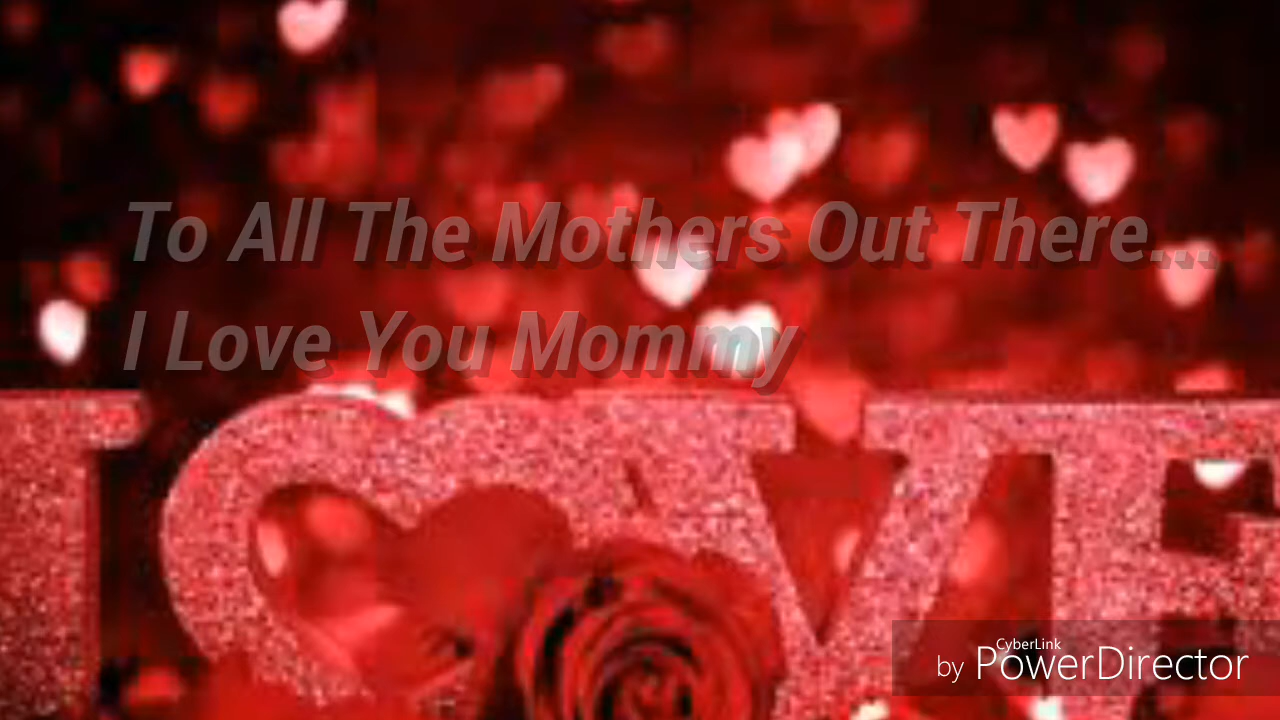 To All The Mothers Out There...
I Love You Mommy
LOVE
CyberLink
by PowerDirector